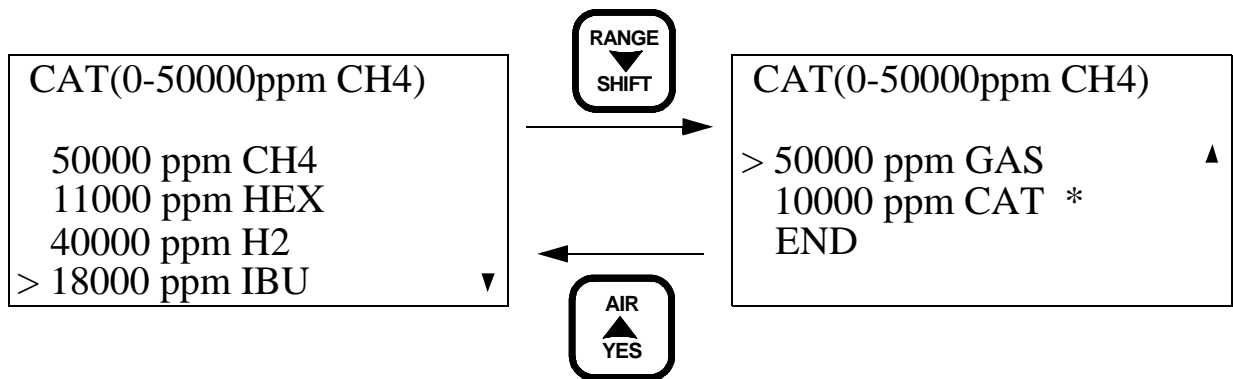 CAT(0-50000ppm CH4)
50000 ppm CH4
11000 ppm HEX
40000 ppm H2
> 18000 ppm IBU
RANGE
SHIFT
AIR
YES
CAT(0-50000ppm CH4)
> 50000 ppm GAS
10000 ppm CAT *
END